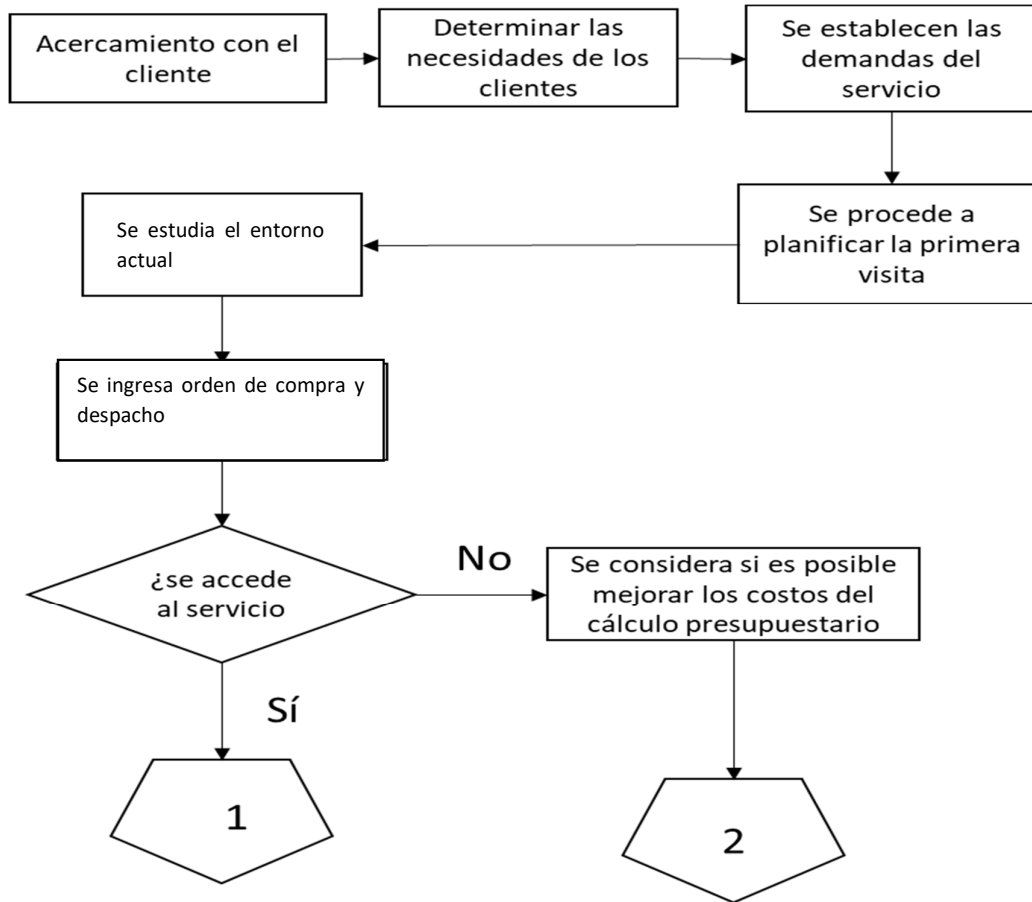 Acercamiento con el
cliente
Determinar las
necesidades de los
clientes
Se establecen las
demandas del
servicio
Se procede a
planificar la primera
visita
Se estudia el entorno
actual
Se ingresa orden de compra y
despacho
¿se accede
al servicio
No
Se considera si es posible
mejorar los costos del
cálculo presupuestario
Sí
1
2